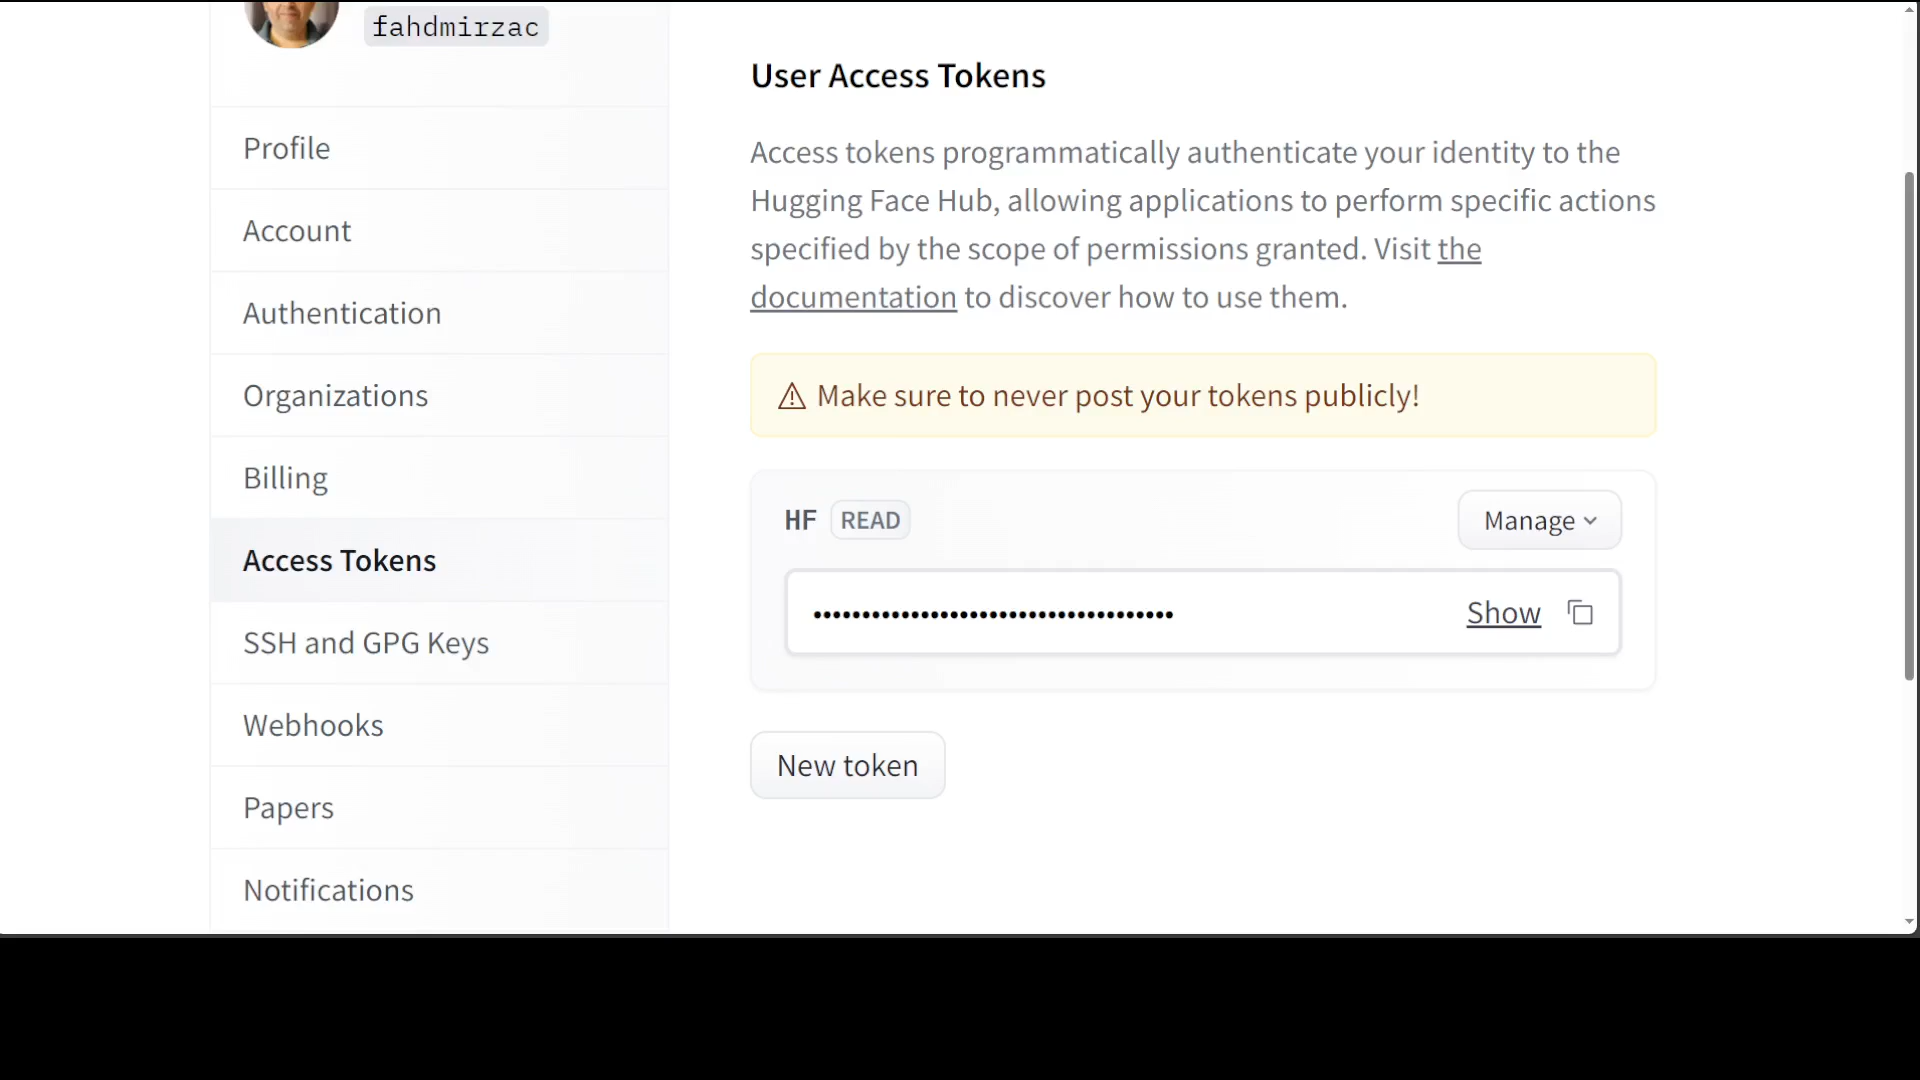 fahdmirzac
Profile
Account
Authentication
Organizations
Billing
Access Tokens
SSH and GPG Keys
Webhooks
Papers
Notifications
User Access Tokens
Access tokens programmatically authenticate your identity to the
Hugging Face Hub, allowing applications to perform specific actions
specified by the scope of permissions granted. Visit the
documentation to discover how to use them.
Make sure to never post your tokens publicly!
HF READ Manage
•••••••••••••••••••••••••••••••••••••
Show
New token